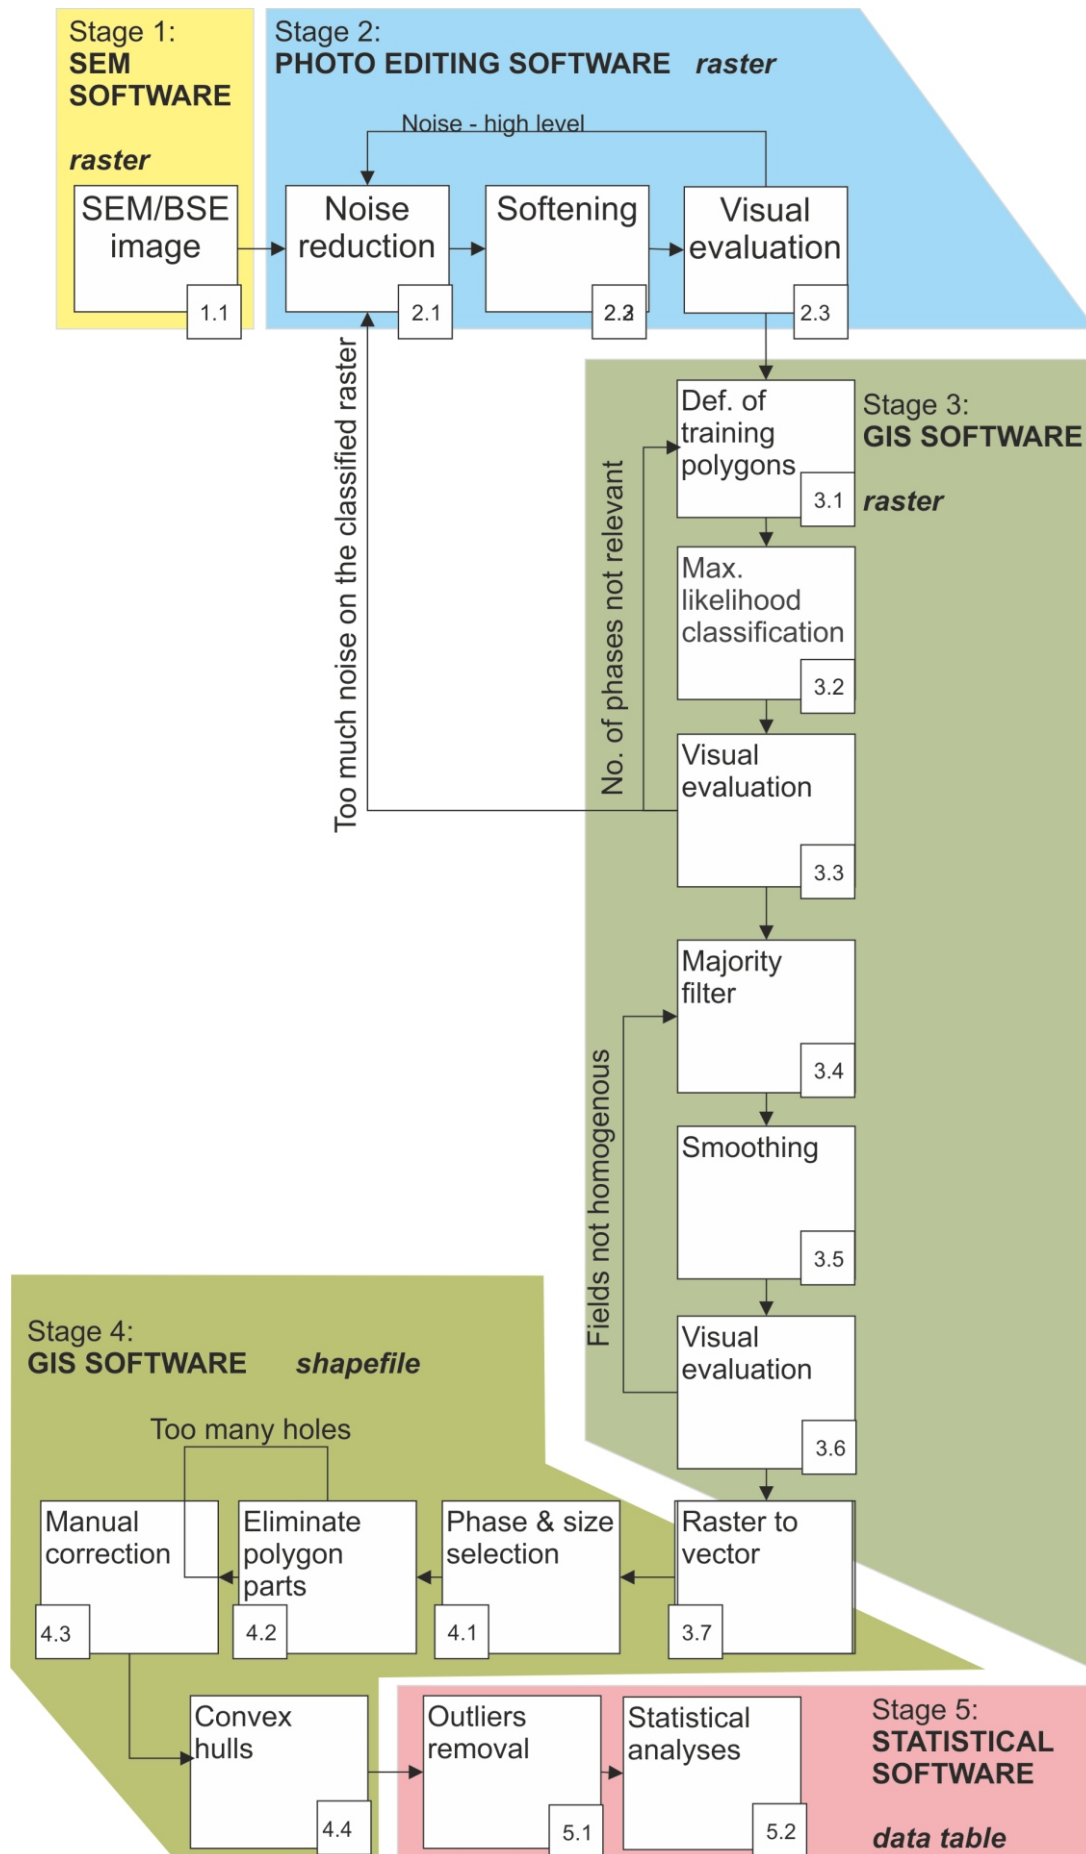 Stage 1:
SEM
SOFTWARE
raster
SEM/BSE
image
1.1
Stage 2:
PHOTO EDITING SOFTWARE raster
Noise - high level
Noise
reduction
2.1
Softening
Visual
evaluation
2.3
Too much noise on the classified raster
No. of phases not relevant
Stage 3:
GIS SOFTWARE
raster
Def. of
training
polygons
3.1
Max.
likelihood
classification
3.2
Visual
evaluation
3.3
Majority
filter
3.4
Fields not homogenous
Smoothing
3.5
Visual
evaluation
3.6
Raster to
vector
3.7
Stage 4:
GIS SOFTWARE shapefile
Too many holes
Phase & size
selection
4.1
Eliminate
polygon
parts
4.2
Manual
correction
4.3
Convex
hulls
4.4
Stage 5:
STATISTICAL
SOFTWARE
data table
Outliers
removal
5.1
Statistical
analyses
5.2